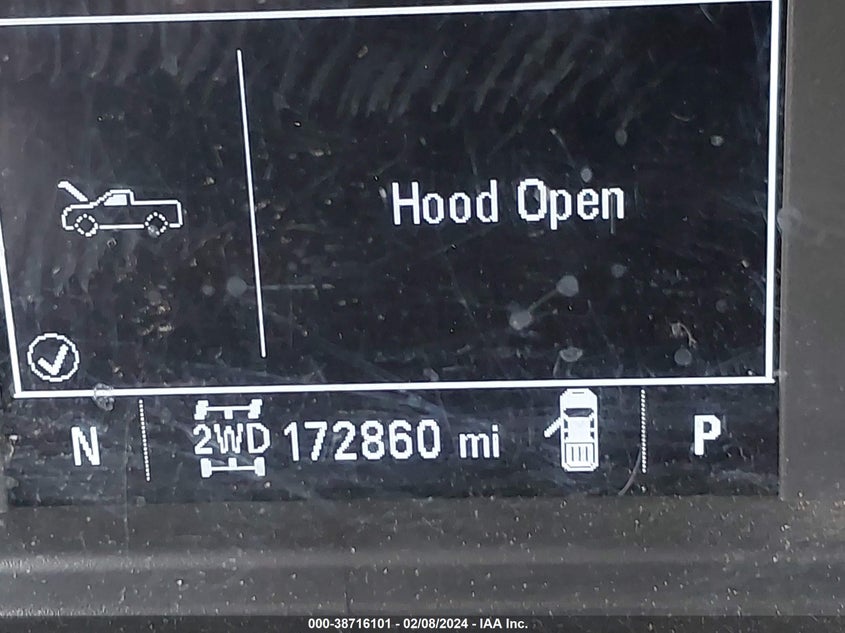 Hood Open
N 2WD 172860 mi P
000-38716101 - 02/08/2024 - IAA Inc.